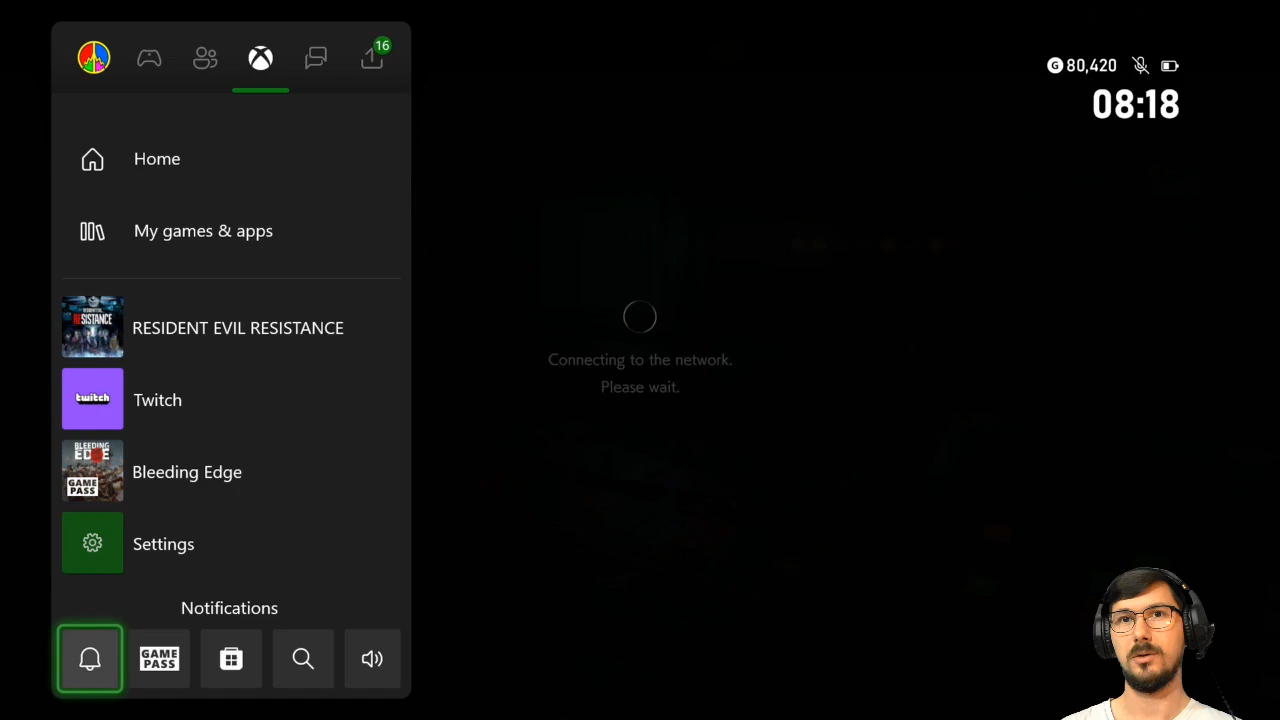 16
G 80,420
08:18
Home
My games & apps
RESISTANCE
RESIDENT EVIL RESISTANCE
twitch
Twitch
BLEEDING
EDGE
GAME
PASS
Bleeding Edge
Settings
Connecting to the network.
Please wait.
Notifications
GAME
PASS